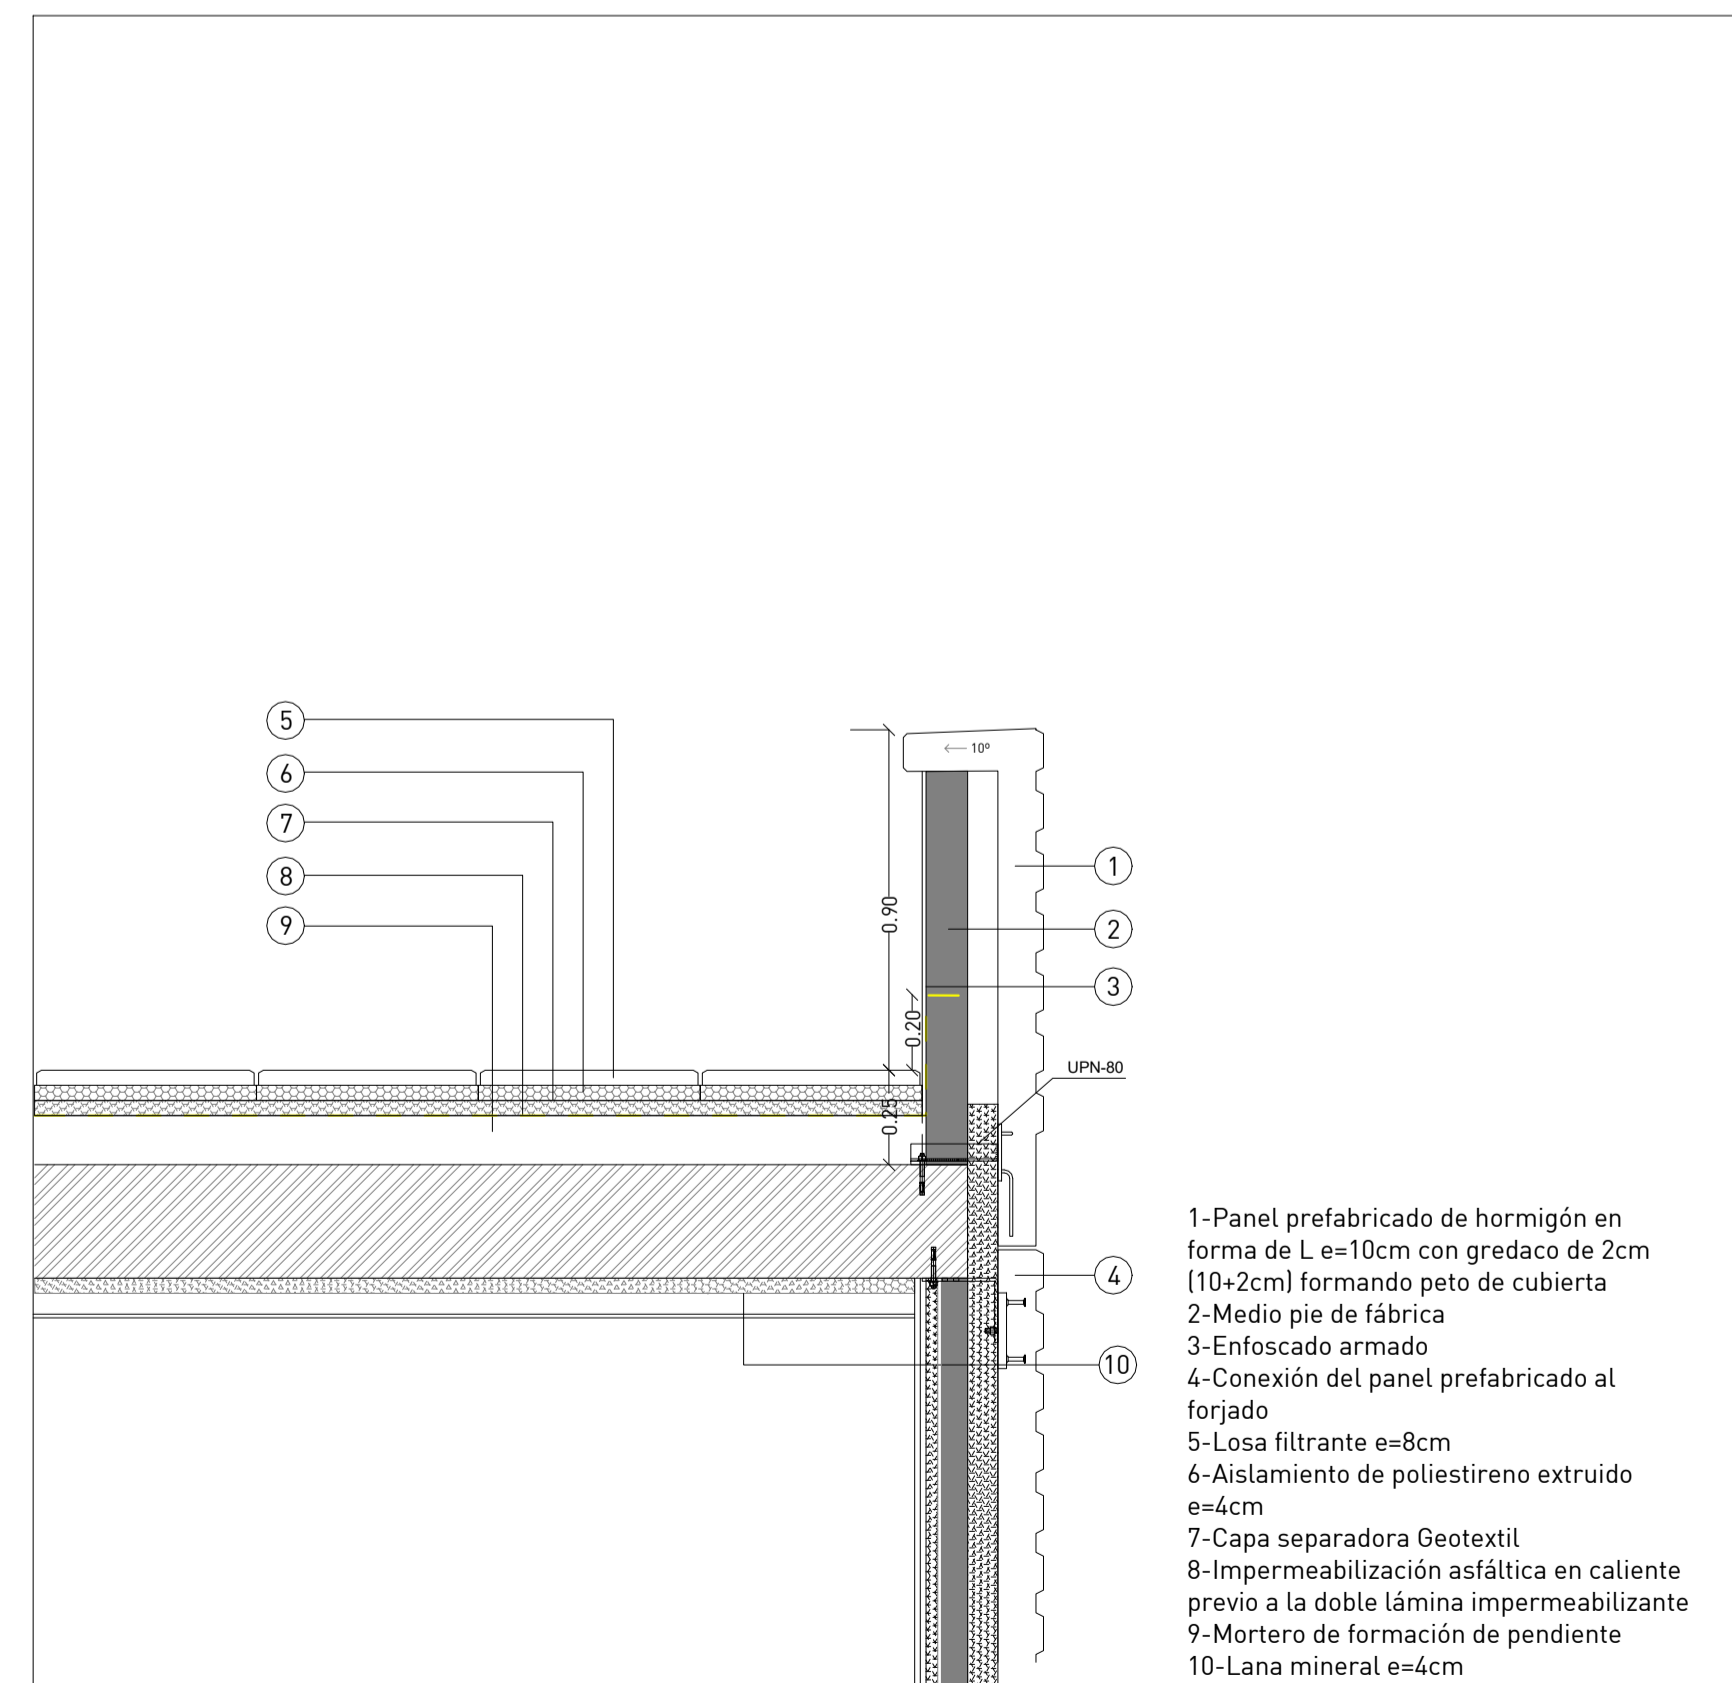 5
6
7
8
9
10º
0.90
0.20
0.25
1
2
3
UPN-80
4
10
1-Panel prefabricado de hormigón en
forma de L e=10cm con gredaco de 2cm
(10+2cm) formando peto de cubierta
2-Medio pie de fábrica
3-Enfoscado armado
4-Conexión del panel prefabricado al
forjado
5-Losa filtrante e=8cm
6-Aislamiento de poliestireno extruido
e=4cm
7-Capa separadora Geotextil
8-Impermeabilización asfáltica en caliente
previo a la doble lámina impermeabilizante
9-Mortero de formación de pendiente
10-Lana mineral e=4cm